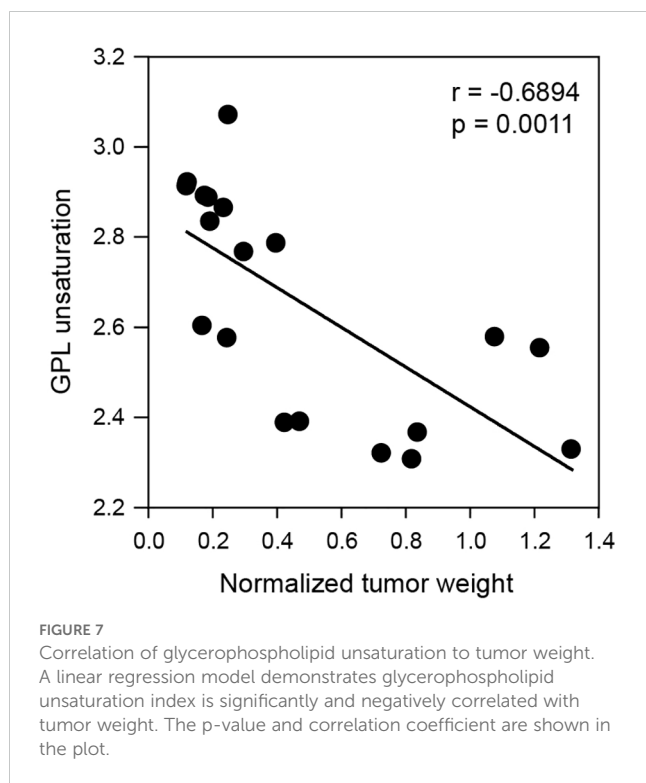 3.2
r = -0.6894
p = 0.0011
3.0
2.8
GPL unsaturation
2.6
2.4
2.2
0.0 0.2 0.4 0.6 0.8 1.0 1.2 1.4
Normalized tumor weight
FIGURE 7
Correlation of glycerophospholipid unsaturation to tumor weight.
A linear regression model demonstrates glycerophospholipid
unsaturation index is significantly and negatively correlated with
tumor weight. The p-value and correlation coefficient are shown in
the plot.